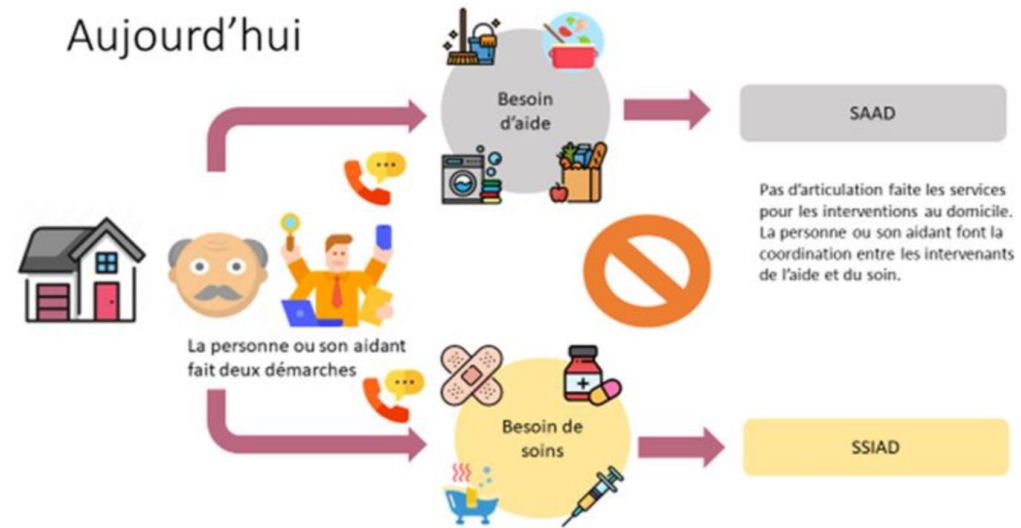 Aujourd'hui
Besoin
d'aide
SAAD
Pas d'articulation faite les services
pour les interventions au domicile.
La personne ou son aidant font la
coordination entre les intervenants
de l'aide et du soin.
La personne ou son aidant
fait deux démarches
Besoin de
soins
SSIAD